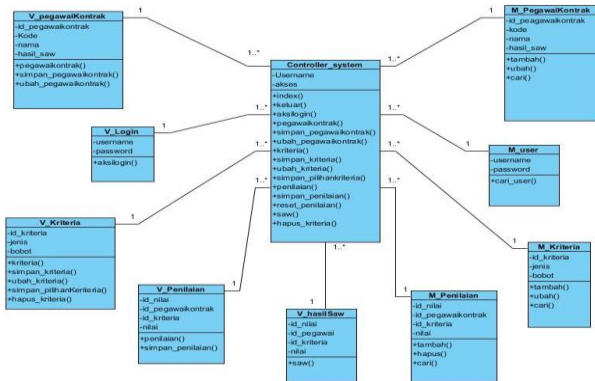 V_pegawaikontrak
-id_pegawaikontrak
-Kode
-nama
-hasil_saw
+pegawaikontrak()
+simpan_pegawaikontrak()
+ubah_pegawaikontrak()
1
1..*
M_PegawaiKontrak
-id_peagawaikontrak
-kode
-nama
-hasil_saw
+tambah()
+ubah()
+cari()
1
1..*
Controller_system
-Username
-akses
+index()
+keluar()
+aksilogin()
+pegawaikontrak()
+simpan_pegawaikontrak()
+ubah_pegawaikontrak()
+kriteria()
+simpan_kriteria()
+ubah_kriteria()
+simpan_pilihankriteria()
+penilaian()
+simpan_penilaian()
+reset_penilaian()
+saw()
+hapus_kriteria()
V_Login
-username
-password
+aksilogin()
1
1..*
M_user
-username
-password
+cari_user()
1
1..*
V_Kriteria
-id_kriteria
-jenis
-bobot
+kriteria()
+simpan_kriteria()
+ubah_kriteria()
+simpan_pilihanKeriteria()
+hapus_kriteria()
1
1..*
M_Kriteria
-id_kriteria
-jenis
-bobot
+tambah()
+ubah()
+cari()
1
1..*
V_Penilaian
-id_nilai
-id_pegawaikontrak
-id_kriteria
-nilai
+penilaian()
+simpan_penilaian()
1
1..*
V_hasilSaw
-id_nilai
-id_pegawai
-id_kriteria
-nilai
+saw()
1
1..*
M_Penilaian
-id_nilai
-id_pegawaikontrak
-id_kriteria
-nilai
+tambah()
+hapus()
+cari()
1
1..*